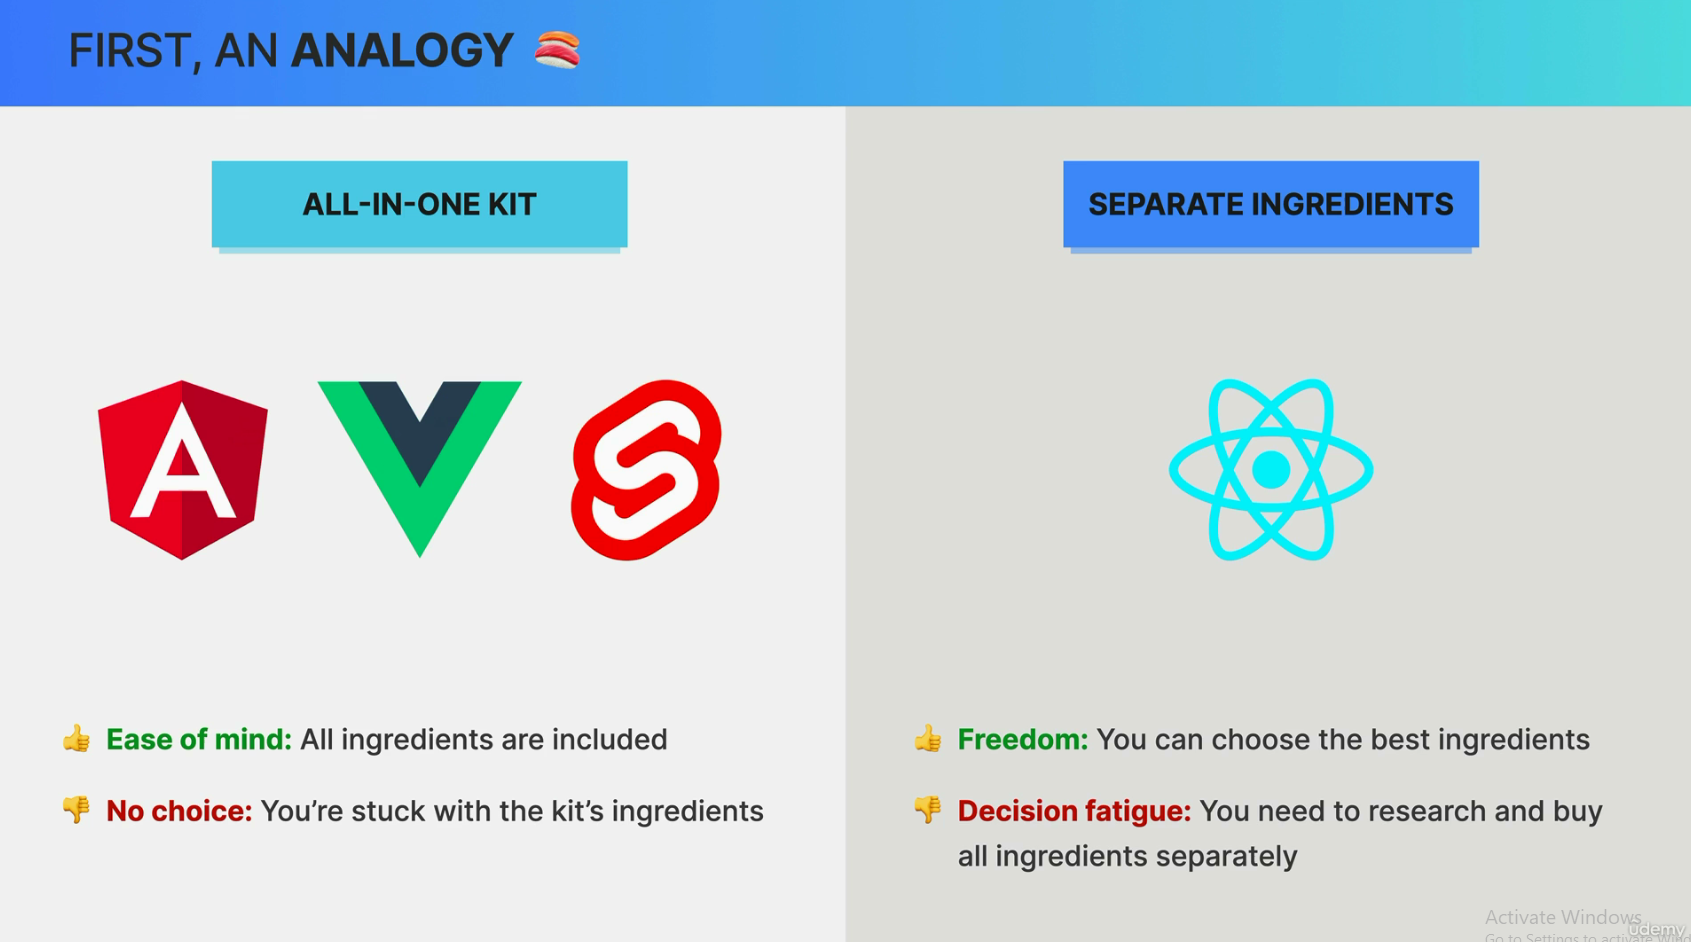 FIRST, AN ANALOGY
ALL-IN-ONE KIT
Ease of mind: All ingredients are included
No choice: You're stuck with the kit's ingredients
SEPARATE INGREDIENTS
Freedom: You can choose the best ingredients
Decision fatigue: You need to research and buy
all ingredients separately
Activate Windows
Go to Settings to activate
udemy